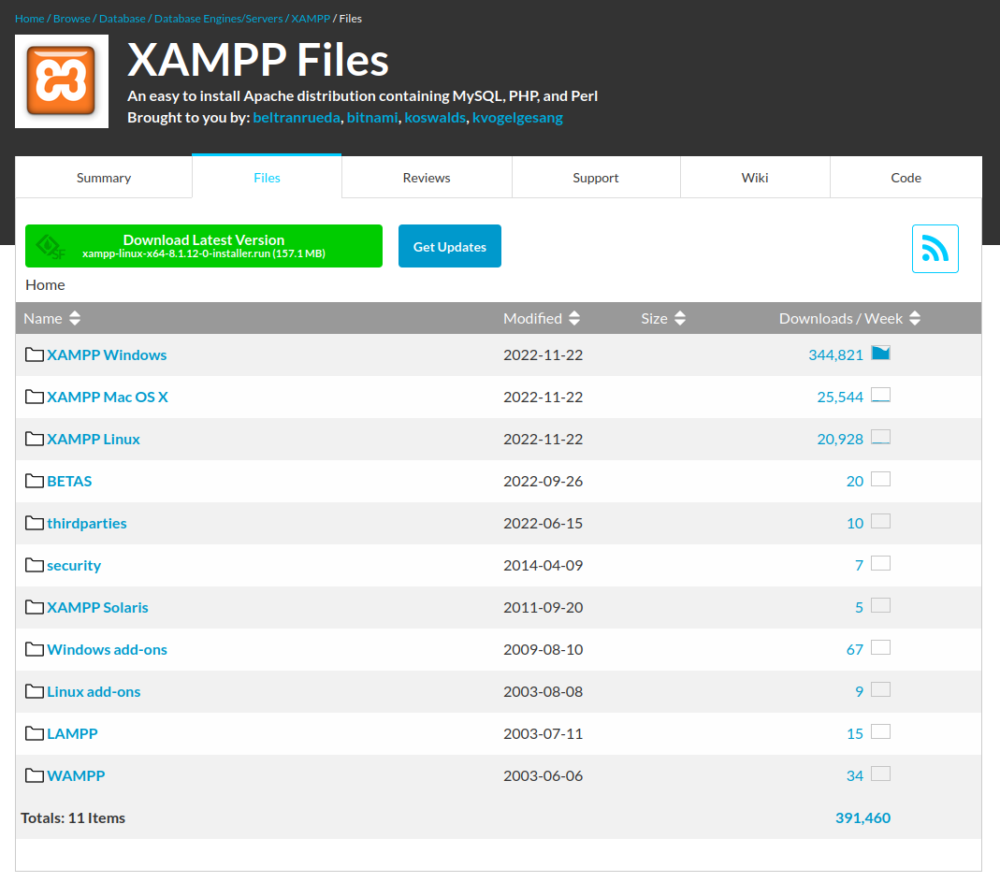 Home / Browse / Database / Database Engines/Servers / XAMPP / Files
XAMPP Files
An easy to install Apache distribution containing MySQL, PHP, and Perl
Brought to you by: beltranrueda, bitnami, koswalds, kvogelgesang
Summary Files Reviews Support Wiki Code
Download Latest Version
xampp-linux-x64-8.1.12-0-installer.run (157.1 MB)
Get Updates
Home
Name Modified Size Downloads / Week
XAMPP Windows 2022-11-22 344,821
XAMPP Mac OS X 2022-11-22 25,544
XAMPP Linux 2022-11-22 20,928
BETAS 2022-09-26 20
thirdparties 2022-06-15 10
security 2014-04-09 7
XAMPP Solaris 2011-09-20 5
Windows add-ons 2009-08-10 67
Linux add-ons 2003-08-08 9
LAMPP 2003-07-11 15
WAMPP 2003-06-06 34
Totals: 11 Items 391,460